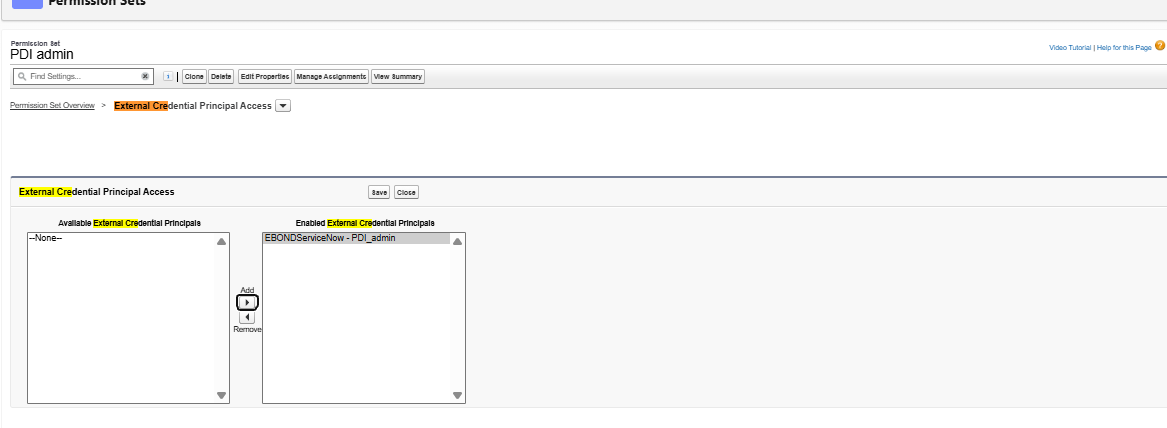 Permission Sets
Permission Set
PDI admin
Video Tutorial | Help for this Page ?
Find Settings...
1 | Clone Delete Edit Properties Manage Assignments View Summary
Permission Set Overview > External Credential Principal Access
External Credential Principal Access Save Close
Available External Credential Principals Enabled External Credential Principals
--None-- EBONDServiceNow - PDI_admin
Add
Remove